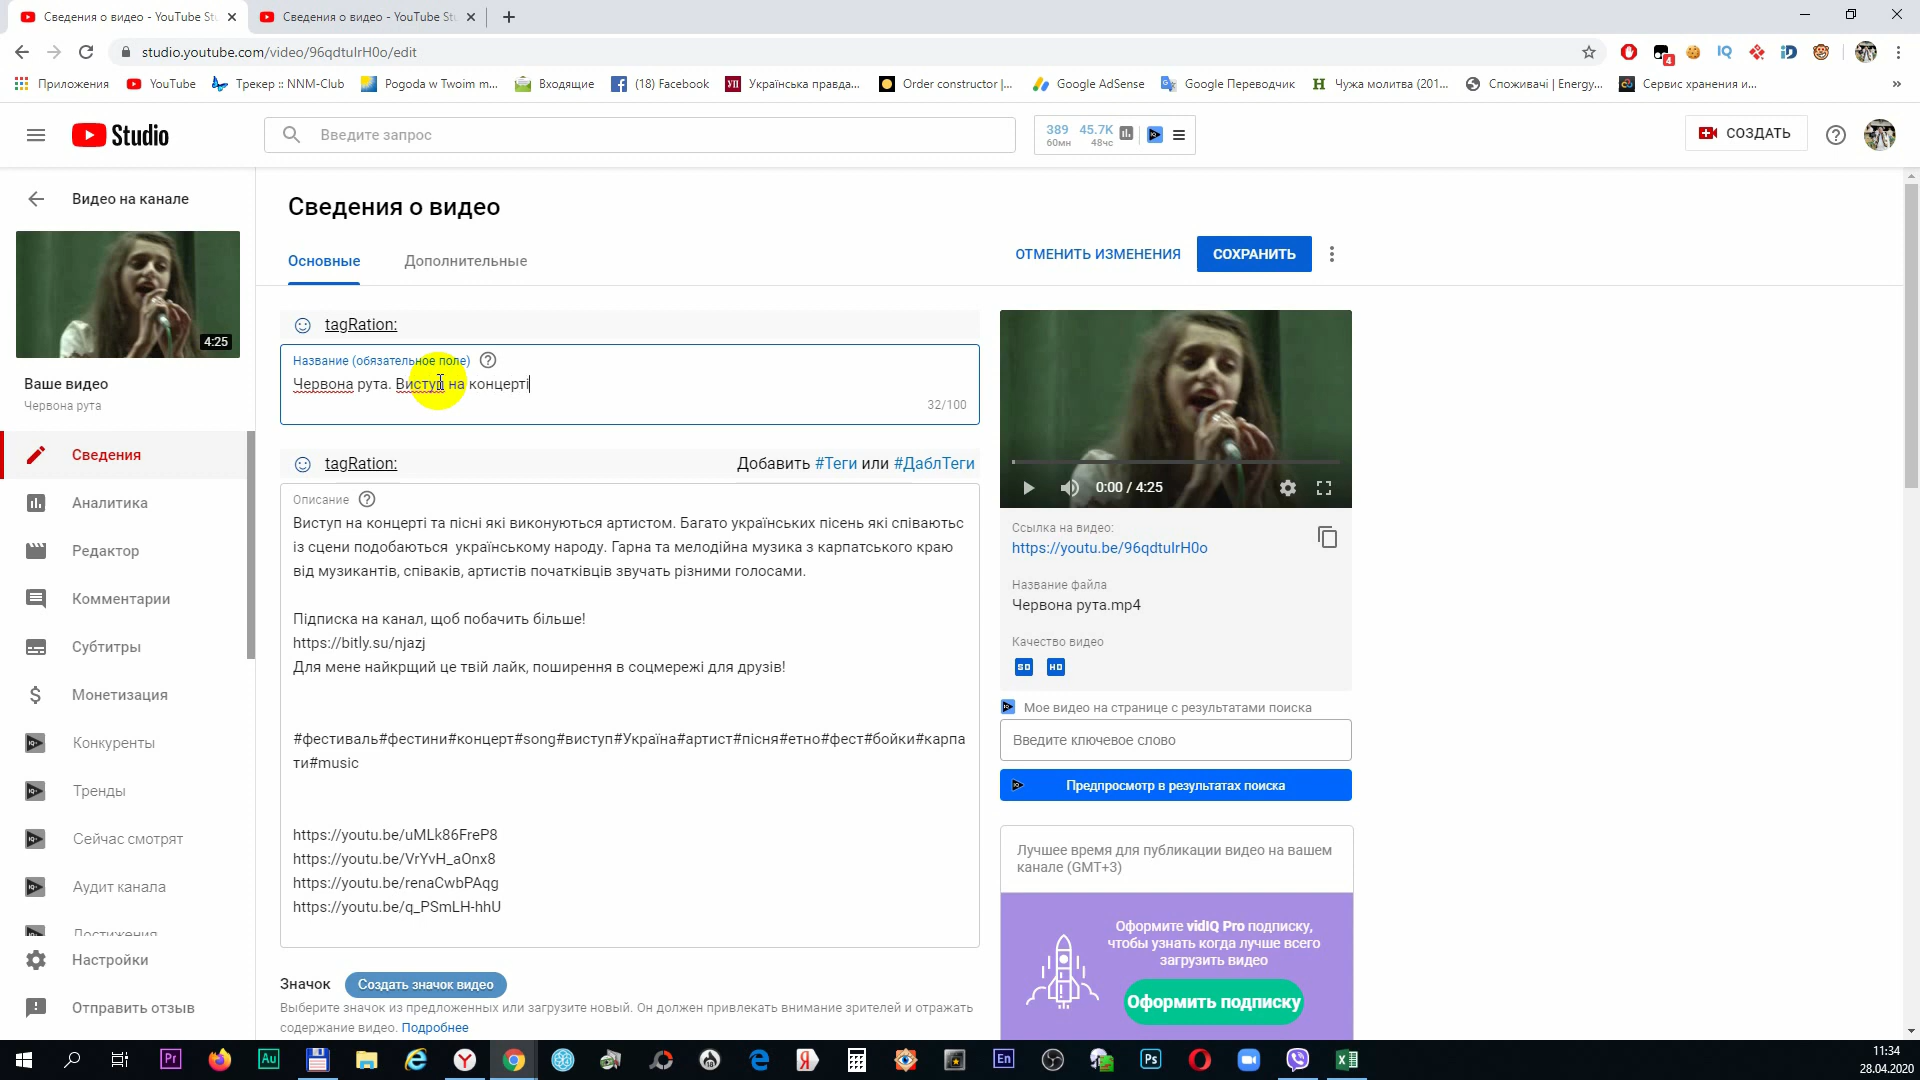 Сведения о видео - YouTube St
Сведения о видео - YouTube St
studio.youtube.com/video/96qdtulrH0o/edit
4
IQ
Приложения
YouTube
Трекер :: NNM-Club
Pogoda w Twoim m...
Входящие
(18) Facebook
УП
Українська правда...
Order constructor |...
Google AdSense
Google Переводчик
H
Чужа молитва (201...
Споживачі | Energy...
Сервис хранения и...
»
Studio
Введите запрос
389
60мн
45.7K
48чс
СОЗДАТЬ
Видео на канале
4:25
Ваше видео
Червона рута
Сведения
Аналитика
Редактор
Комментарии
Субтитры
Монетизация
Конкуренты
Тренды
Сейчас смотрят
Аудит канала
Достижения
Настройки
Отправить отзыв
Сведения о видео
Основные
Дополнительные
ОТМЕНИТЬ ИЗМЕНЕНИЯ
СОХРАНИТЬ
tagRation:
Название (обязательное поле)
Червона рута. Виступ на концерті
32/100
tagRation:
Добавить #Теги или #ДаблТеги
Описание
Виступ на концерті та пісні які виконуються артистом. Багато українських пісень які співаютьс
із сцени подобаються  українському народу. Гарна та мелодійна музика з карпатського краю
від музикантів, співаків, артистів початківців звучать різними голосами.
Підписка на канал, щоб побачить більше!
https://bitly.su/njazj
Для мене найкрщий це твій лайк, поширення в соцмережі для друзів!
#фестиваль#фестини#концерт#song#виступ#Україна#артист#пісня#етно#фест#бойки#карпа
ти#music
https://youtu.be/uMLk86FreP8
https://youtu.be/VrYvH_aOnx8
https://youtu.be/renaCwbPAqg
https://youtu.be/q_PSmLH-hhU
Значок
Создать значок видео
Выберите значок из предложенных или загрузите новый. Он должен привлекать внимание зрителей и отражать
содержание видео. Подробнее
0:00 / 4:25
Ссылка на видео:
https://youtu.be/96qdtulrH0o
Название файла
Червона рута.mp4
Качество видео
SD
HD
Мое видео на странице с результатами поиска
Введите ключевое слово
Предпросмотр в результатах поиска
Лучшее время для публикации видео на вашем
канале (GMT+3)
Оформите vidIQ Pro подписку,
чтобы узнать когда лучше всего
загрузить видео
Оформить подписку
Pr
Au
Y
Я
En
Ps
11:34
28.04.2020